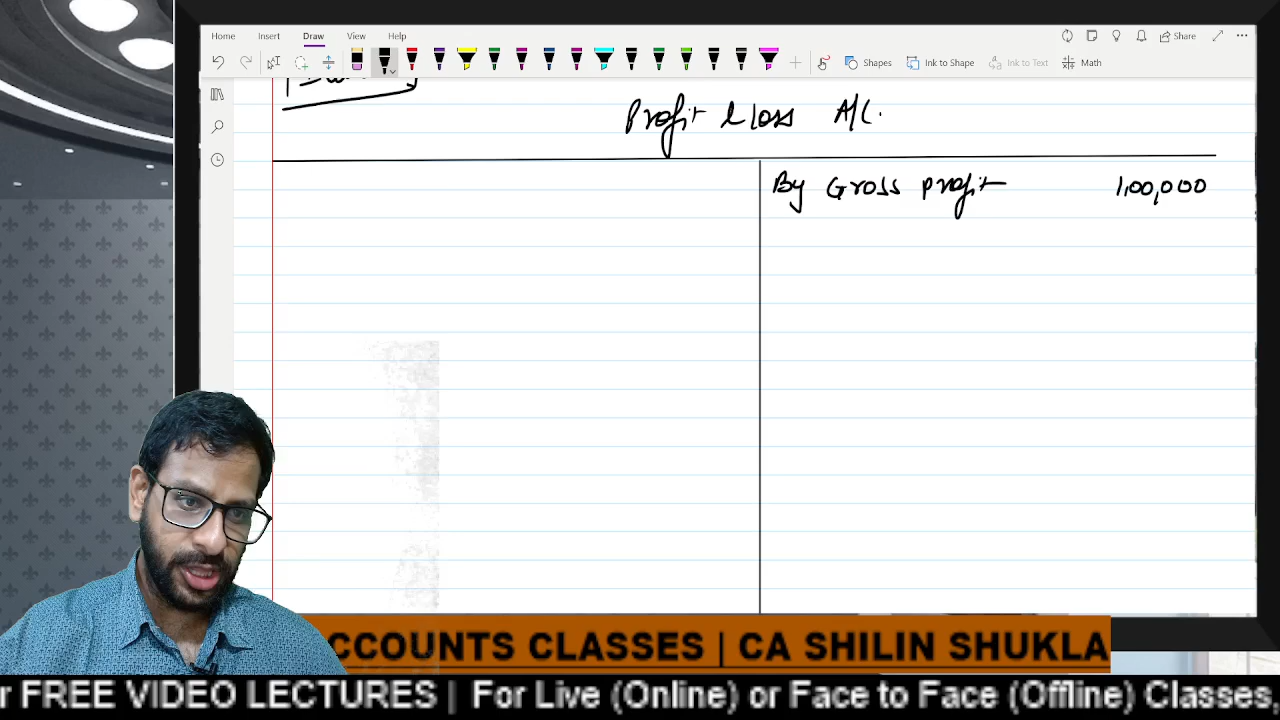 Home Insert Draw View Help
Share
Shapes Ink to Shape Ink to Text Math
Profit & Loss A/C.
By Gross profit 1,00,000
CCOUNTS CLASSES | CA SHILIN SHUKLA
r FREE VIDEO LECTURES | For Live (Online) or Face to Face (Offline) Classes,